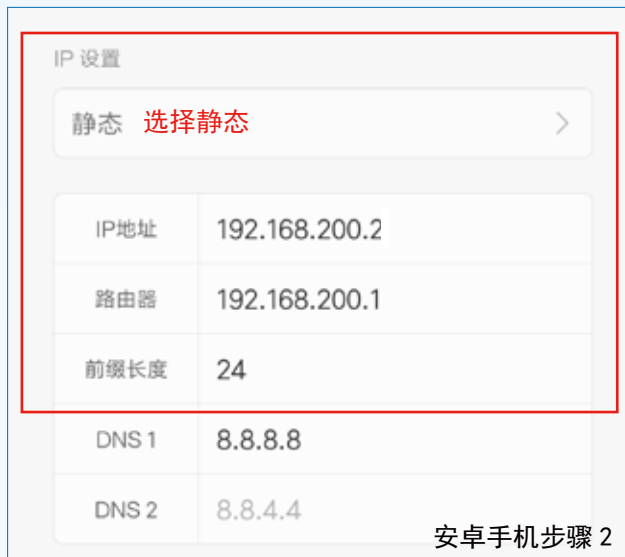 IP 设置
静态 选择静态
IP地址 192.168.200.2
路由器 192.168.200.1
前缀长度 24
DNS 1 8.8.8.8
DNS 2 8.8.4.4
安卓手机步骤 2